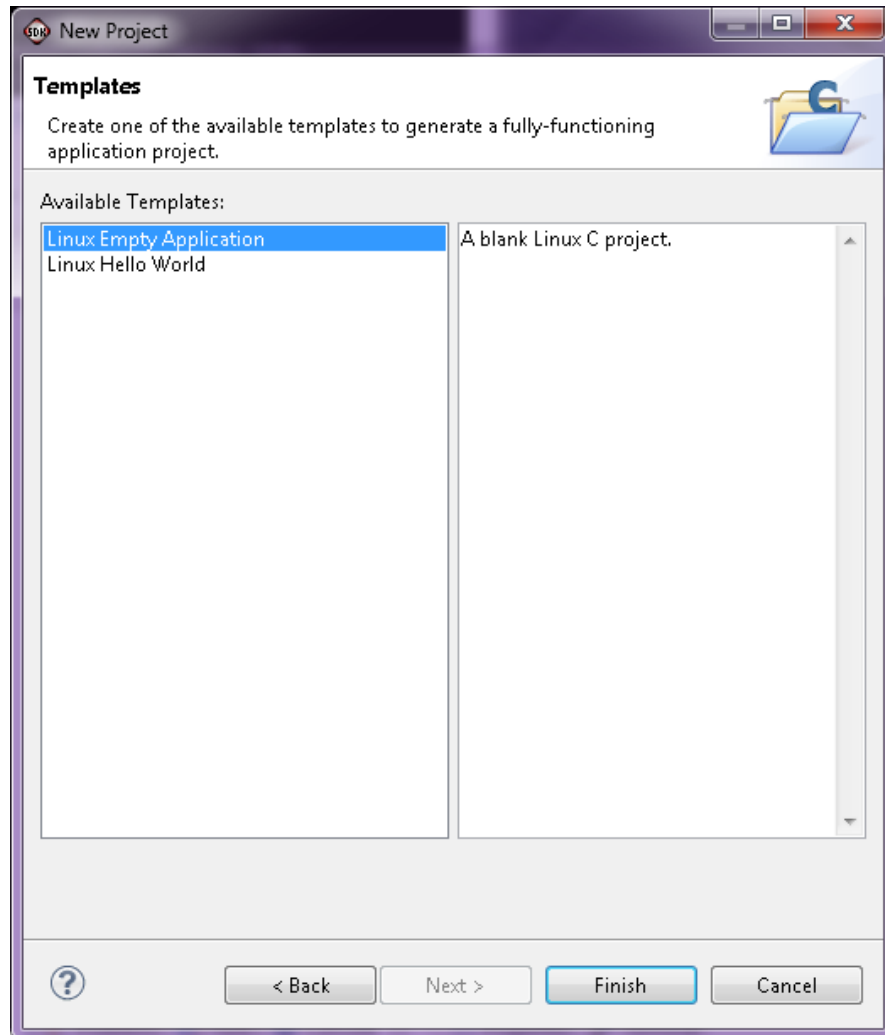 SDK New Project
Templates
Create one of the available templates to generate a fully-functioning
application project.
Available Templates:
Linux Empty Application
Linux Hello World
A blank Linux C project.
? < Back Next > Finish Cancel